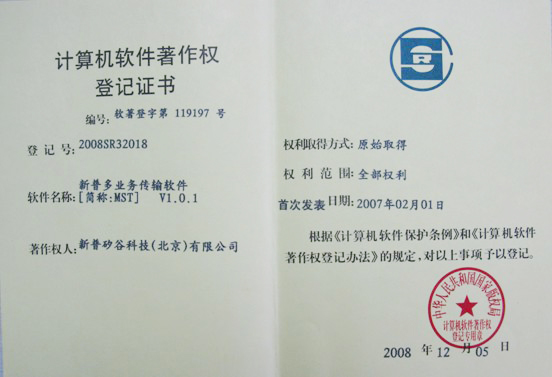 计算机软件著作权
登记证书
编号: 软著登字第 119197 号
登 记 号: 2008SR32018
新普多业务传输软件
软件名称: [简称:MST] V1.0.1
著作权人: 新普矽谷科技(北京)有限公司
SR
权利取得方式: 原始取得
权 利 范 围: 全部权利
首次发表日期: 2007年02月01日
根据《计算机软件保护条例》和《计算机软件
著作权登记办法》的规定,对以上事项予以登记。
中华人民共和国国家版权局
计算机软件著作权
登记专用章
2008 年 12 月 05 日